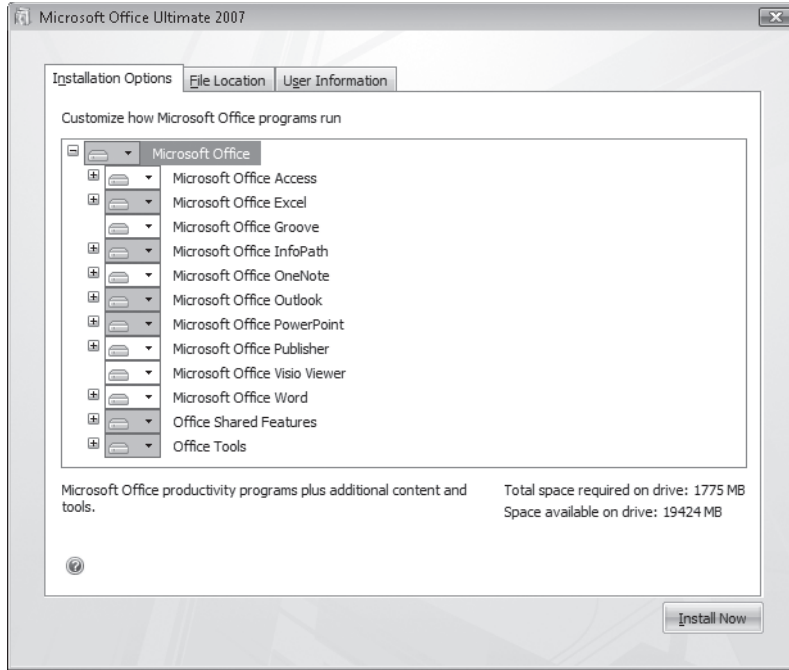 Microsoft Office Ultimate 2007
Installation Options
File Location
User Information
Customize how Microsoft Office programs run
Microsoft Office
Microsoft Office Access
Microsoft Office Excel
Microsoft Office Groove
Microsoft Office InfoPath
Microsoft Office OneNote
Microsoft Office Outlook
Microsoft Office PowerPoint
Microsoft Office Publisher
Microsoft Office Visio Viewer
Microsoft Office Word
Office Shared Features
Office Tools
Microsoft Office productivity programs plus additional content and
tools.
Total space required on drive: 1775 MB
Space available on drive: 19424 MB
Install Now